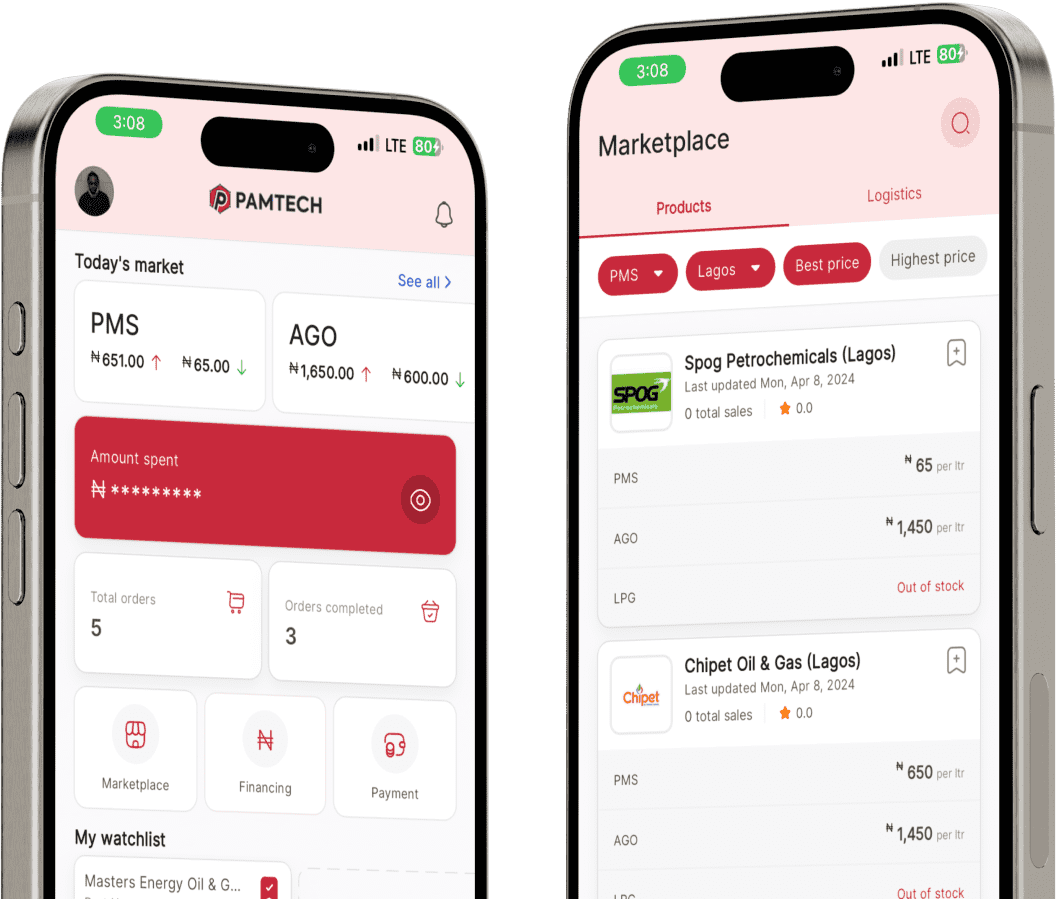 3:08
LTE 80
PAMTECH
Today's market
See all
PMS
₦651.00 ₦65.00
AGO
₦1,650.00 ₦600.00
Amount spent
₦ *********
Total orders
5
Orders completed
3
Marketplace
Financing
Payment
My watchlist
Masters Energy Oil & G...
3:08
LTE 80
Marketplace
Products
Logistics
PMS
Lagos
Best price
Highest price
SPOG
Petrochemicals
Spog Petrochemicals (Lagos)
Last updated Mon, Apr 8, 2024
0 total sales 0.0
PMS ₦ 65 per ltr
AGO ₦ 1,450 per ltr
LPG Out of stock
Chipet
Chipet Oil & Gas (Lagos)
Last updated Mon, Apr 8, 2024
0 total sales 0.0
PMS ₦ 650 per ltr
AGO ₦ 1,450 per ltr
LPG Out of stock